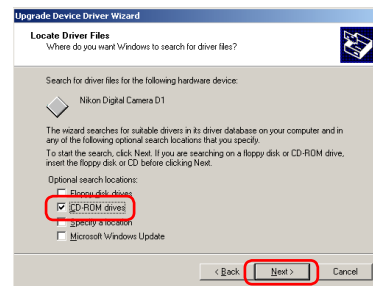 Upgrade Device Driver Wizard
Locate Driver Files
Where do you want Windows to search for driver files?
Search for driver files for the following hardware device:
Nikon Digital Camera D1
The wizard searches for suitable drivers in its driver database on your computer and in
any of the following optional search locations that you specify.
To start the search, click Next. If you are searching on a floppy disk or CD-ROM drive,
insert the floppy disk or CD before clicking Next.
Optional search locations:
Floppy disk drives
CD-ROM drives
Specify a location
Microsoft Windows Update
< Back
Next >
Cancel